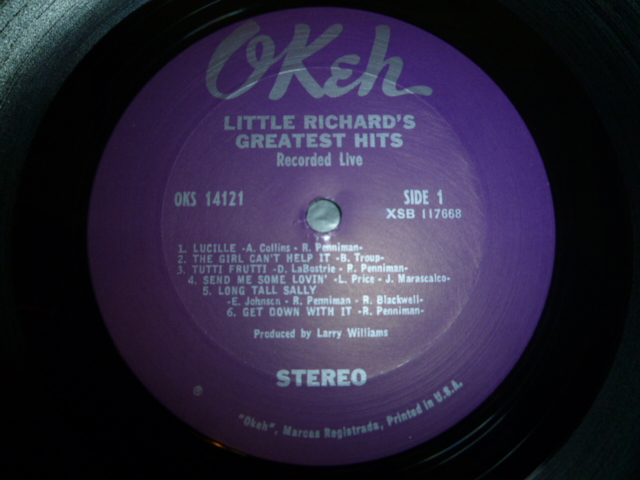 OKeh
LITTLE RICHARD'S
GREATEST HITS
Recorded Live
OKS 14121 SIDE 1
XSB 117668
1. LUCILLE -A. Collins - R. Penniman-
2. THE GIRL CAN'T HELP IT -B. Troup-
3. TUTTI FRUTTI -D. LaBostrie - R. Penniman-
4. SEND ME SOME LOVIN' -L. Price - J. Marascalco-
5. LONG TALL SALLY
-E. Johnson - R. Penniman - R. Blackwell-
6. GET DOWN WITH IT -R. Penniman-
Produced by Larry Williams
STEREO
℗
"Okeh", Marcas Registrada, Printed in U.S.A.